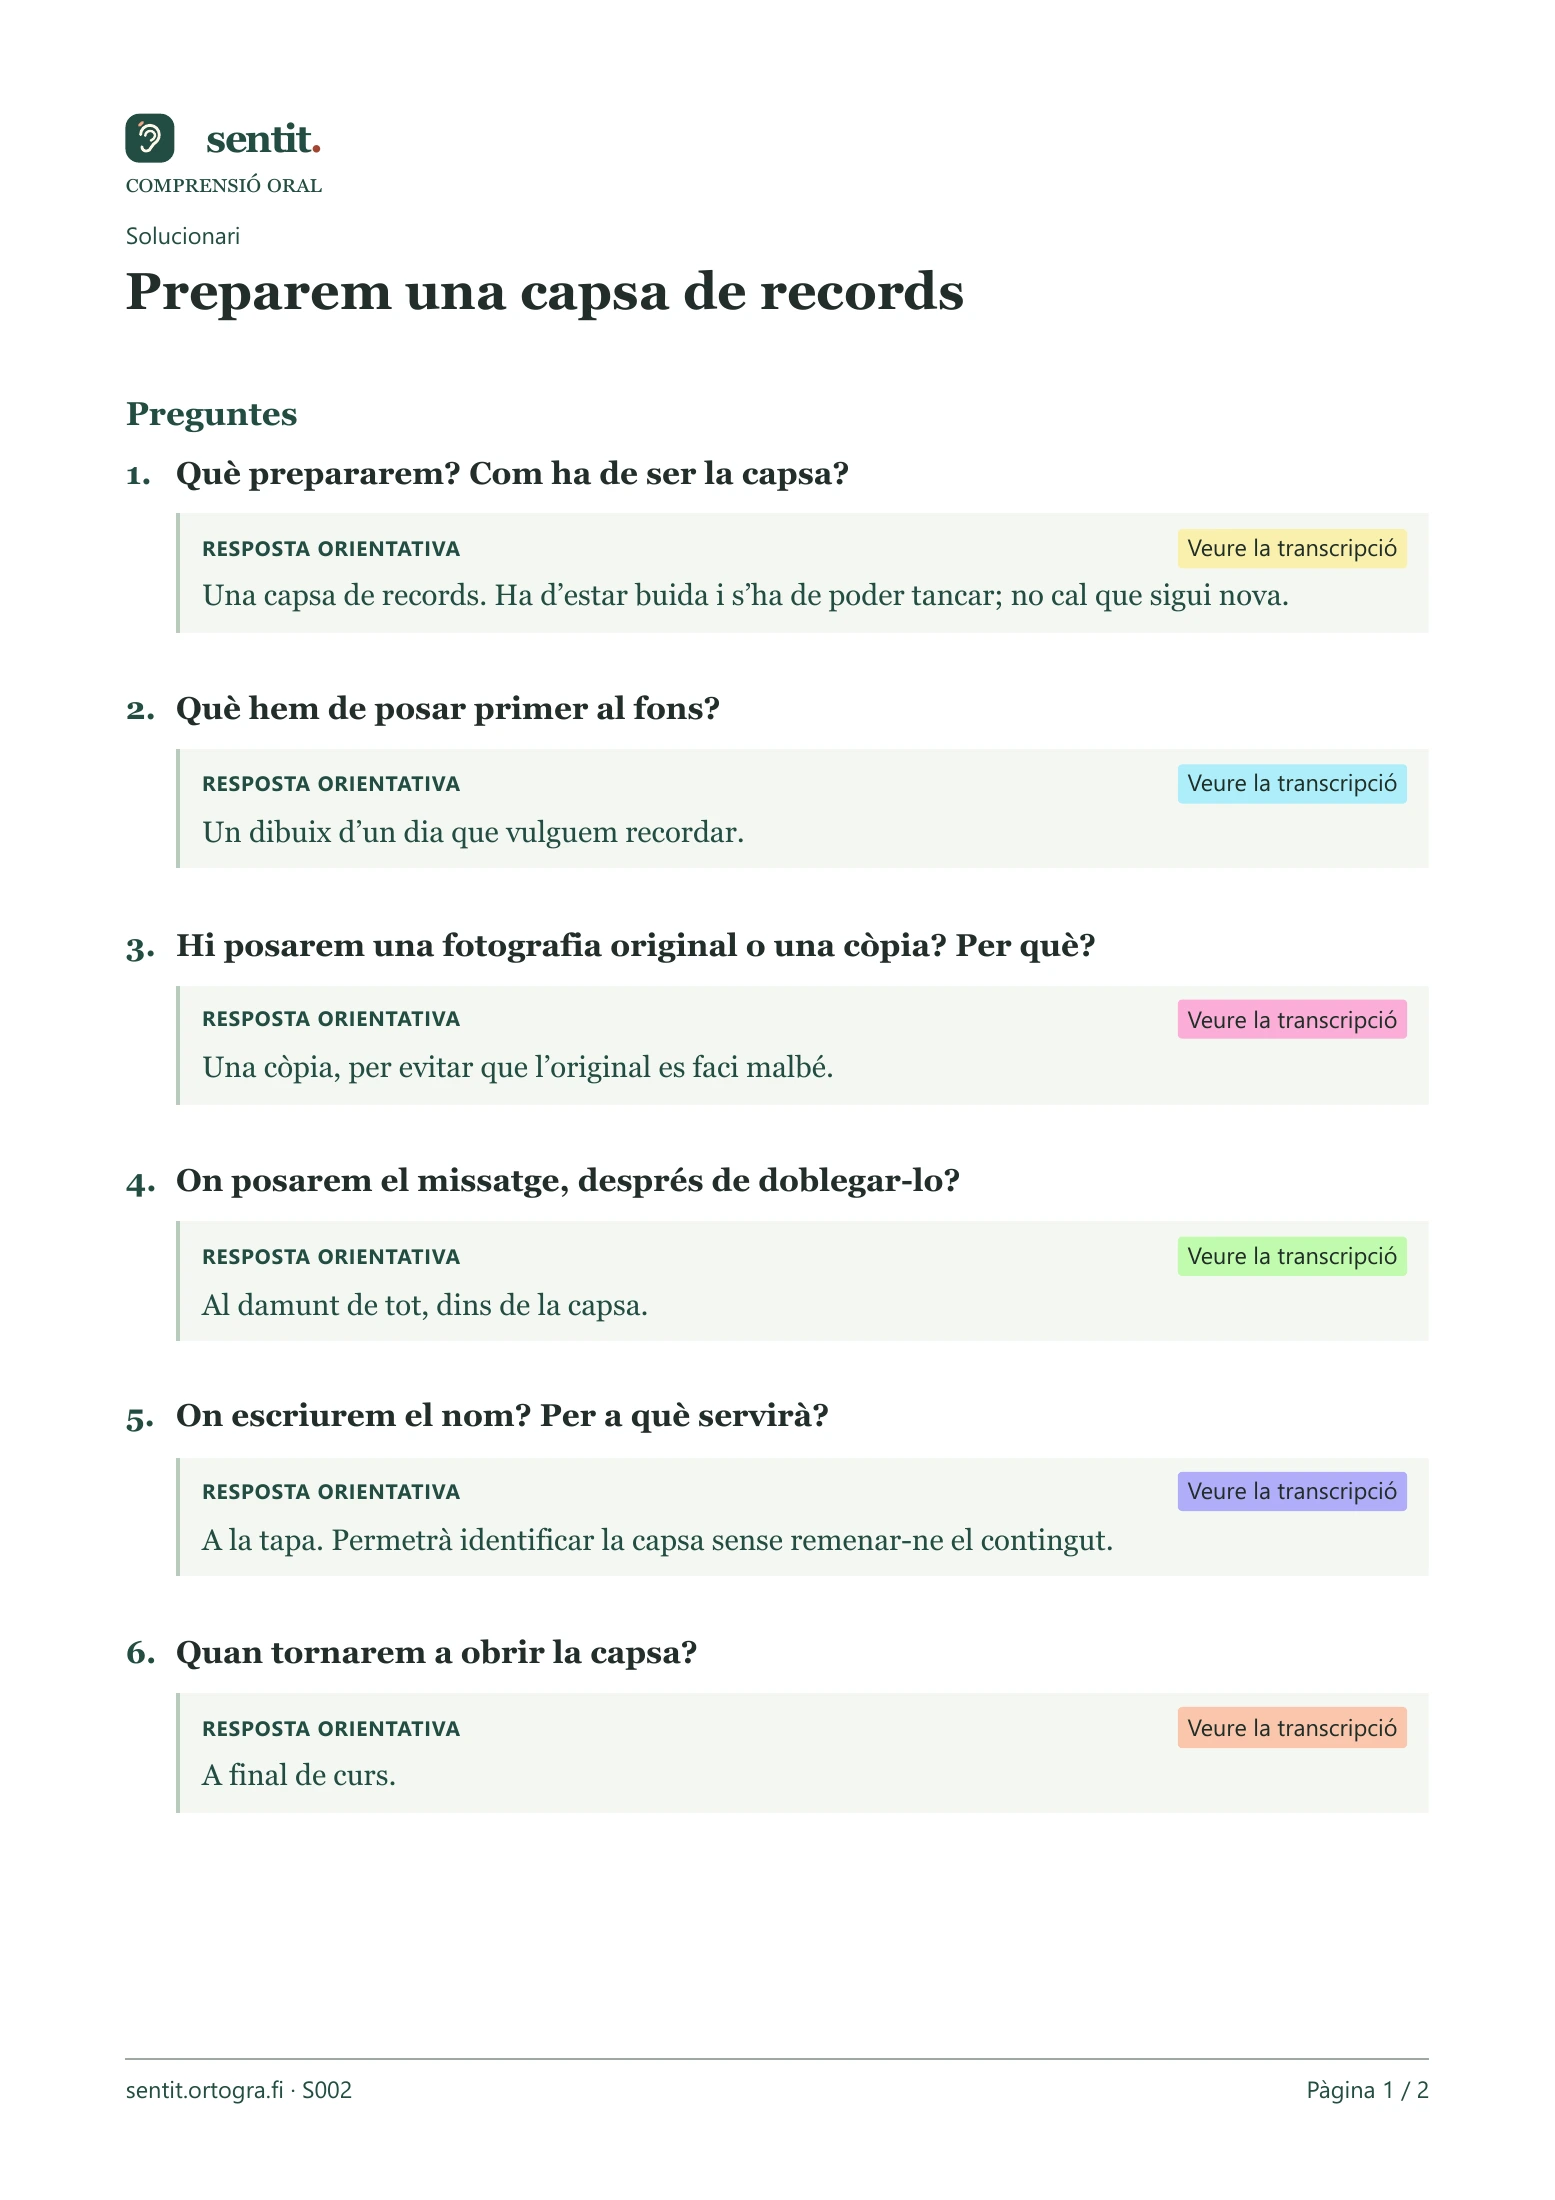 sentit.
COMPRENSIÓ ORAL
Solucionari
Preparem una capsa de records
Preguntes
1. Què prepararem? Com ha de ser la capsa?
RESPOSTA ORIENTATIVA Veure la transcripció
Una capsa de records. Ha d’estar buida i s’ha de poder tancar; no cal que sigui nova.
2. Què hem de posar primer al fons?
RESPOSTA ORIENTATIVA Veure la transcripció
Un dibuix d’un dia que vulguem recordar.
3. Hi posarem una fotografia original o una còpia? Per què?
RESPOSTA ORIENTATIVA Veure la transcripció
Una còpia, per evitar que l’original es faci malbé.
4. On posarem el missatge, després de doblegar-lo?
RESPOSTA ORIENTATIVA Veure la transcripció
Al damunt de tot, dins de la capsa.
5. On escriurem el nom? Per a què servirà?
RESPOSTA ORIENTATIVA Veure la transcripció
A la tapa. Permetrà identificar la capsa sense remenar-ne el contingut.
6. Quan tornarem a obrir la capsa?
RESPOSTA ORIENTATIVA Veure la transcripció
A final de curs.
sentit.ortogra.fi · S002 Pàgina 1 / 2